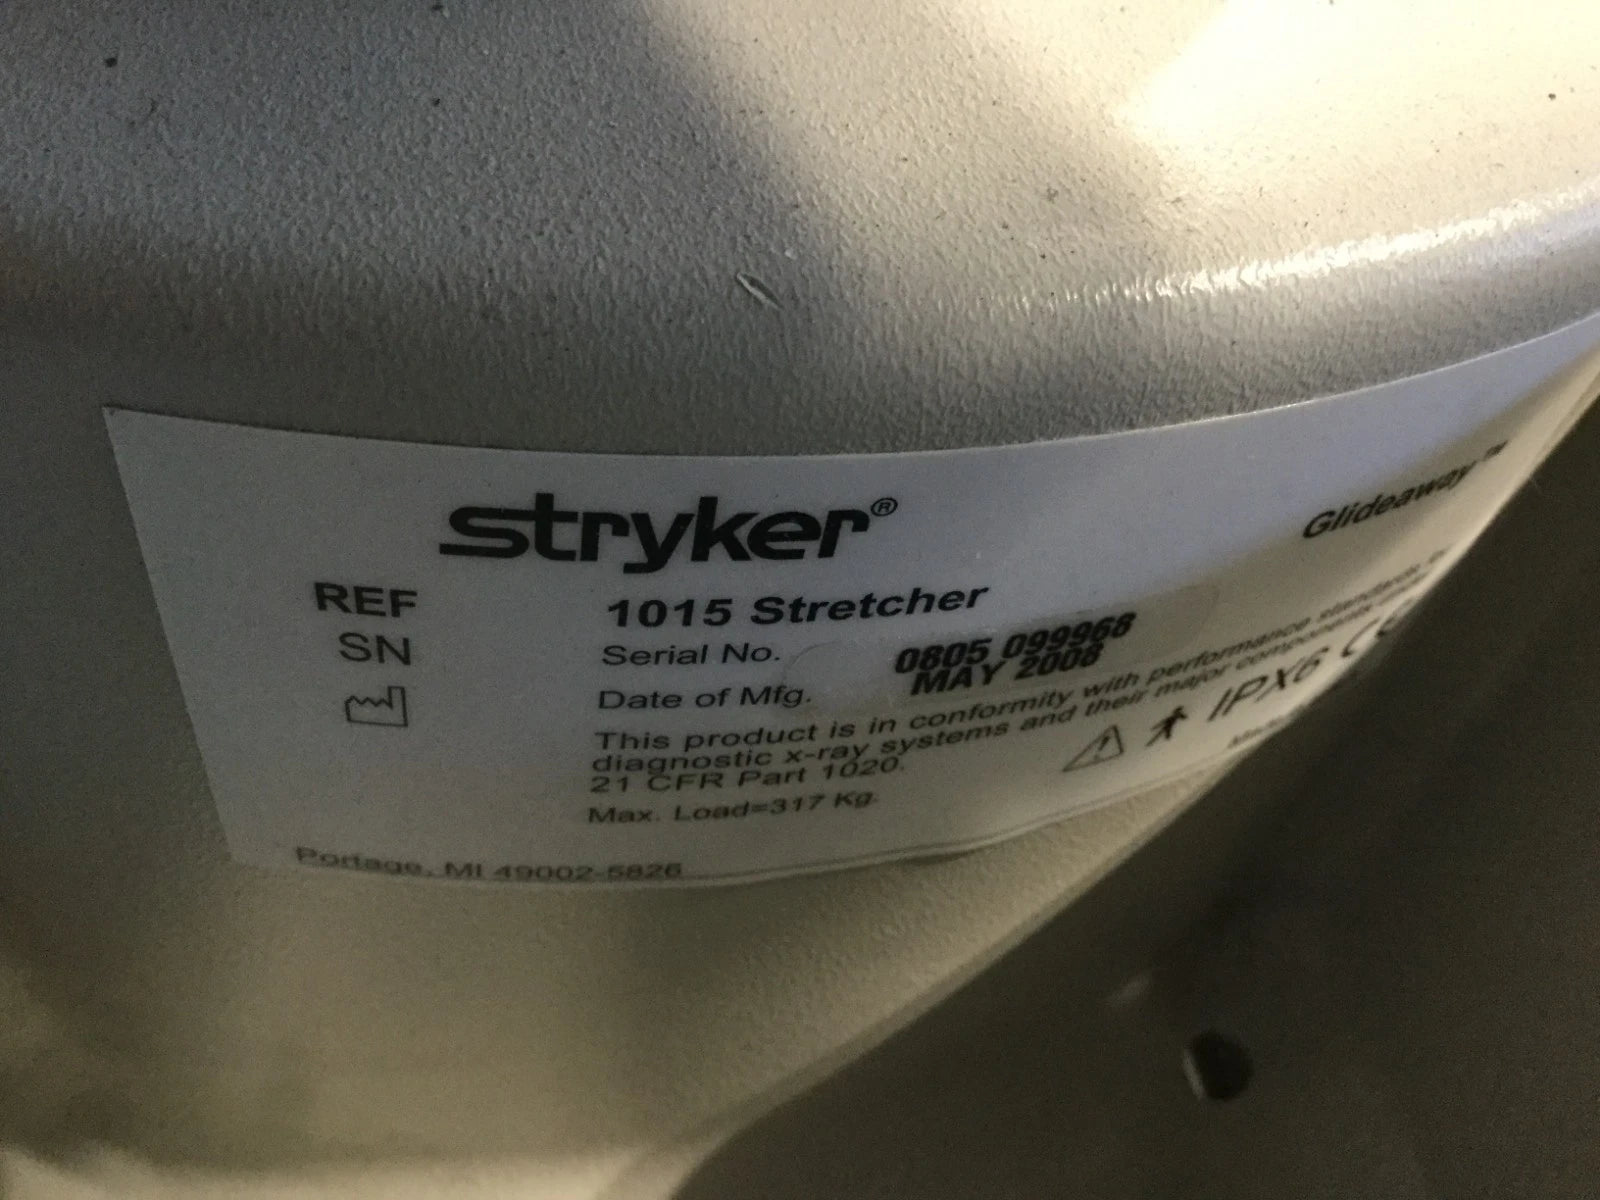 stryker®
Glideaway™
REF 1015 Stretcher
SN Serial No. 0805 099968
Date of Mfg. MAY 2008
This product is in conformity with performance standards
diagnostic x-ray systems and their major components
21 CFR Part 1020.
IPX6
Max. Load=317 Kg.
Portage, MI 49002-5826